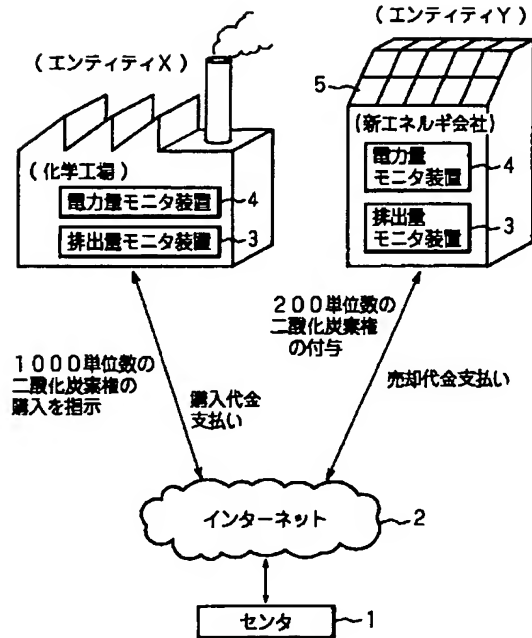 (エンティティX)
(化学工場)
電力量モニタ装置
4
排出量モニタ装置
3
(エンティティY)
5
(新エネルギ会社)
電力量
モニタ装置
4
排出量
モニタ装置
3
1000単位数の
二酸化炭素権の
購入を指示
購入代金
支払い
200単位数の
二酸化炭素権
の付与
売却代金支払い
インターネット
2
センタ
1